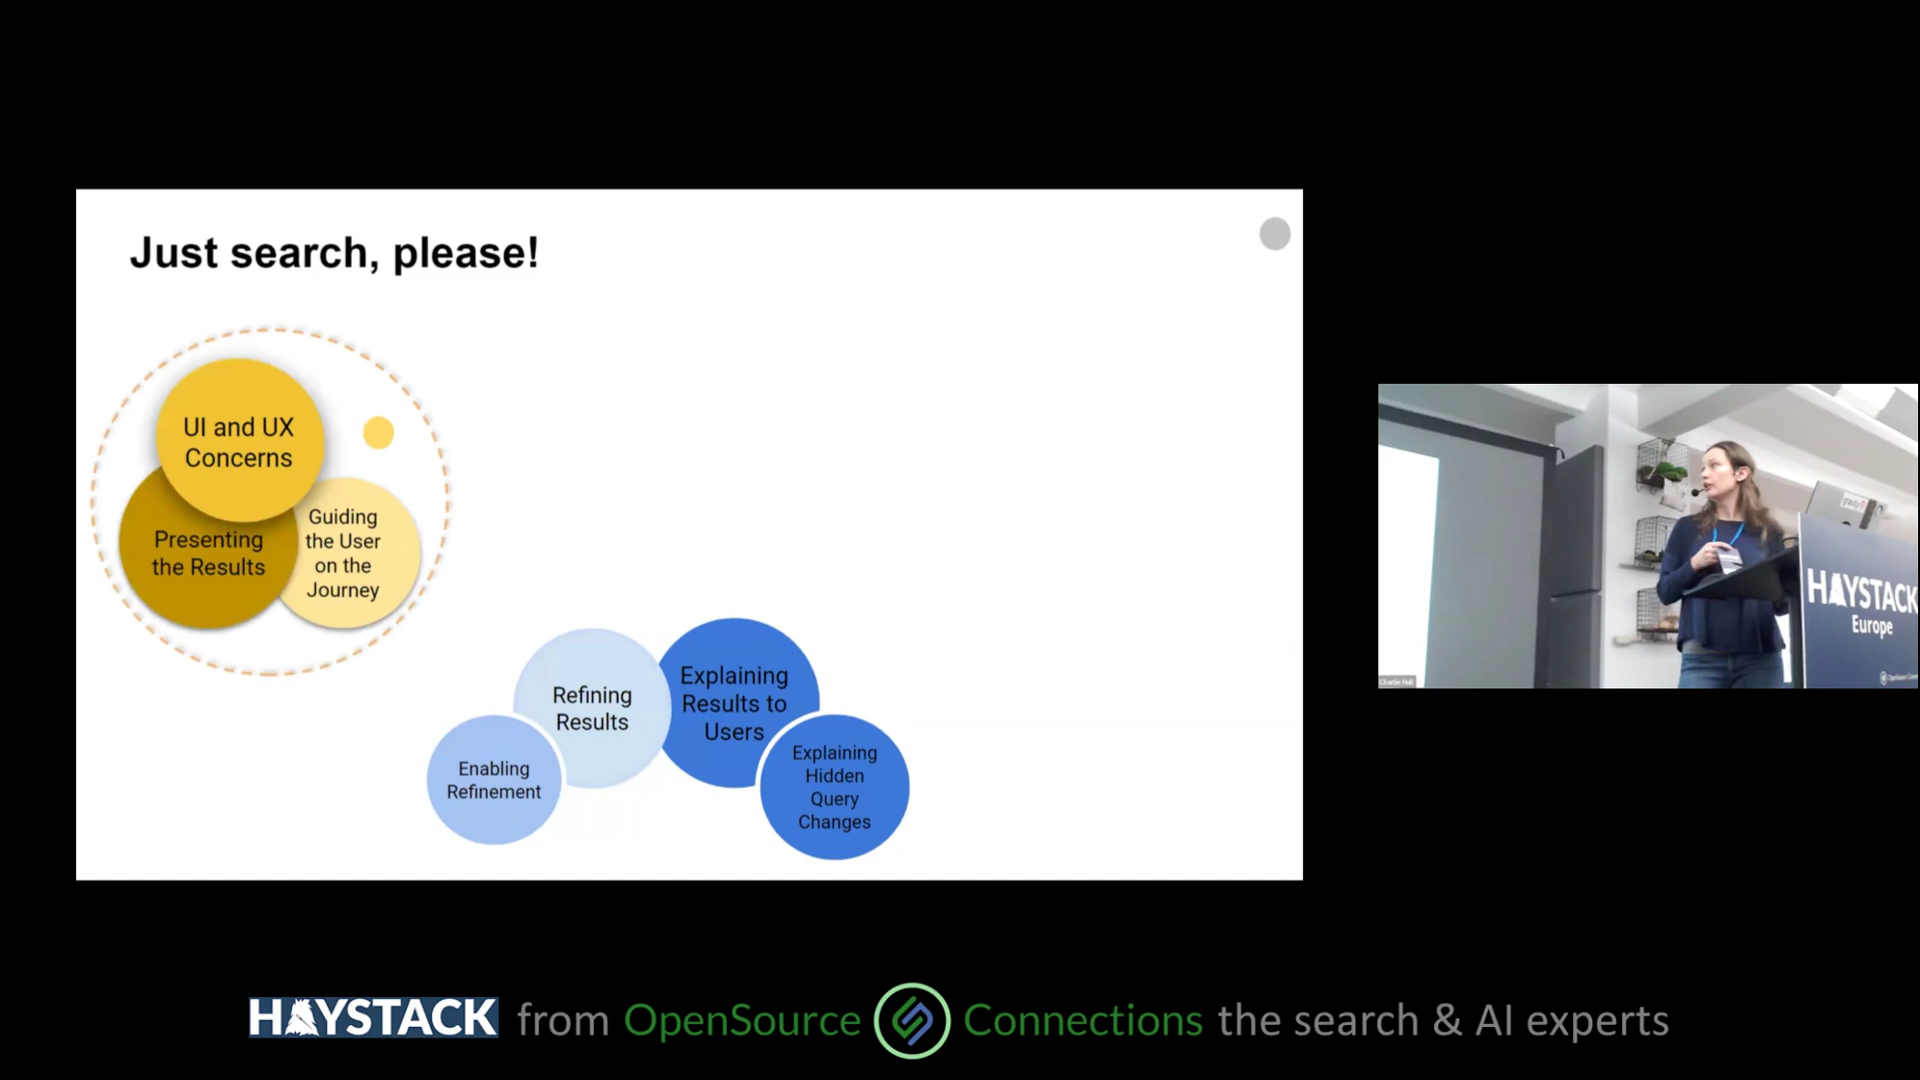 Just search, please!
UI and UX
Concerns
Presenting
the Results
Guiding
the User
on the
Journey
Enabling
Refinement
Refining
Results
Explaining
Results to
Users
Explaining
Hidden
Query
Changes
HAYSTACK
Europe
Charlie Hull
HAYSTACK from OpenSource Connections the search & AI experts